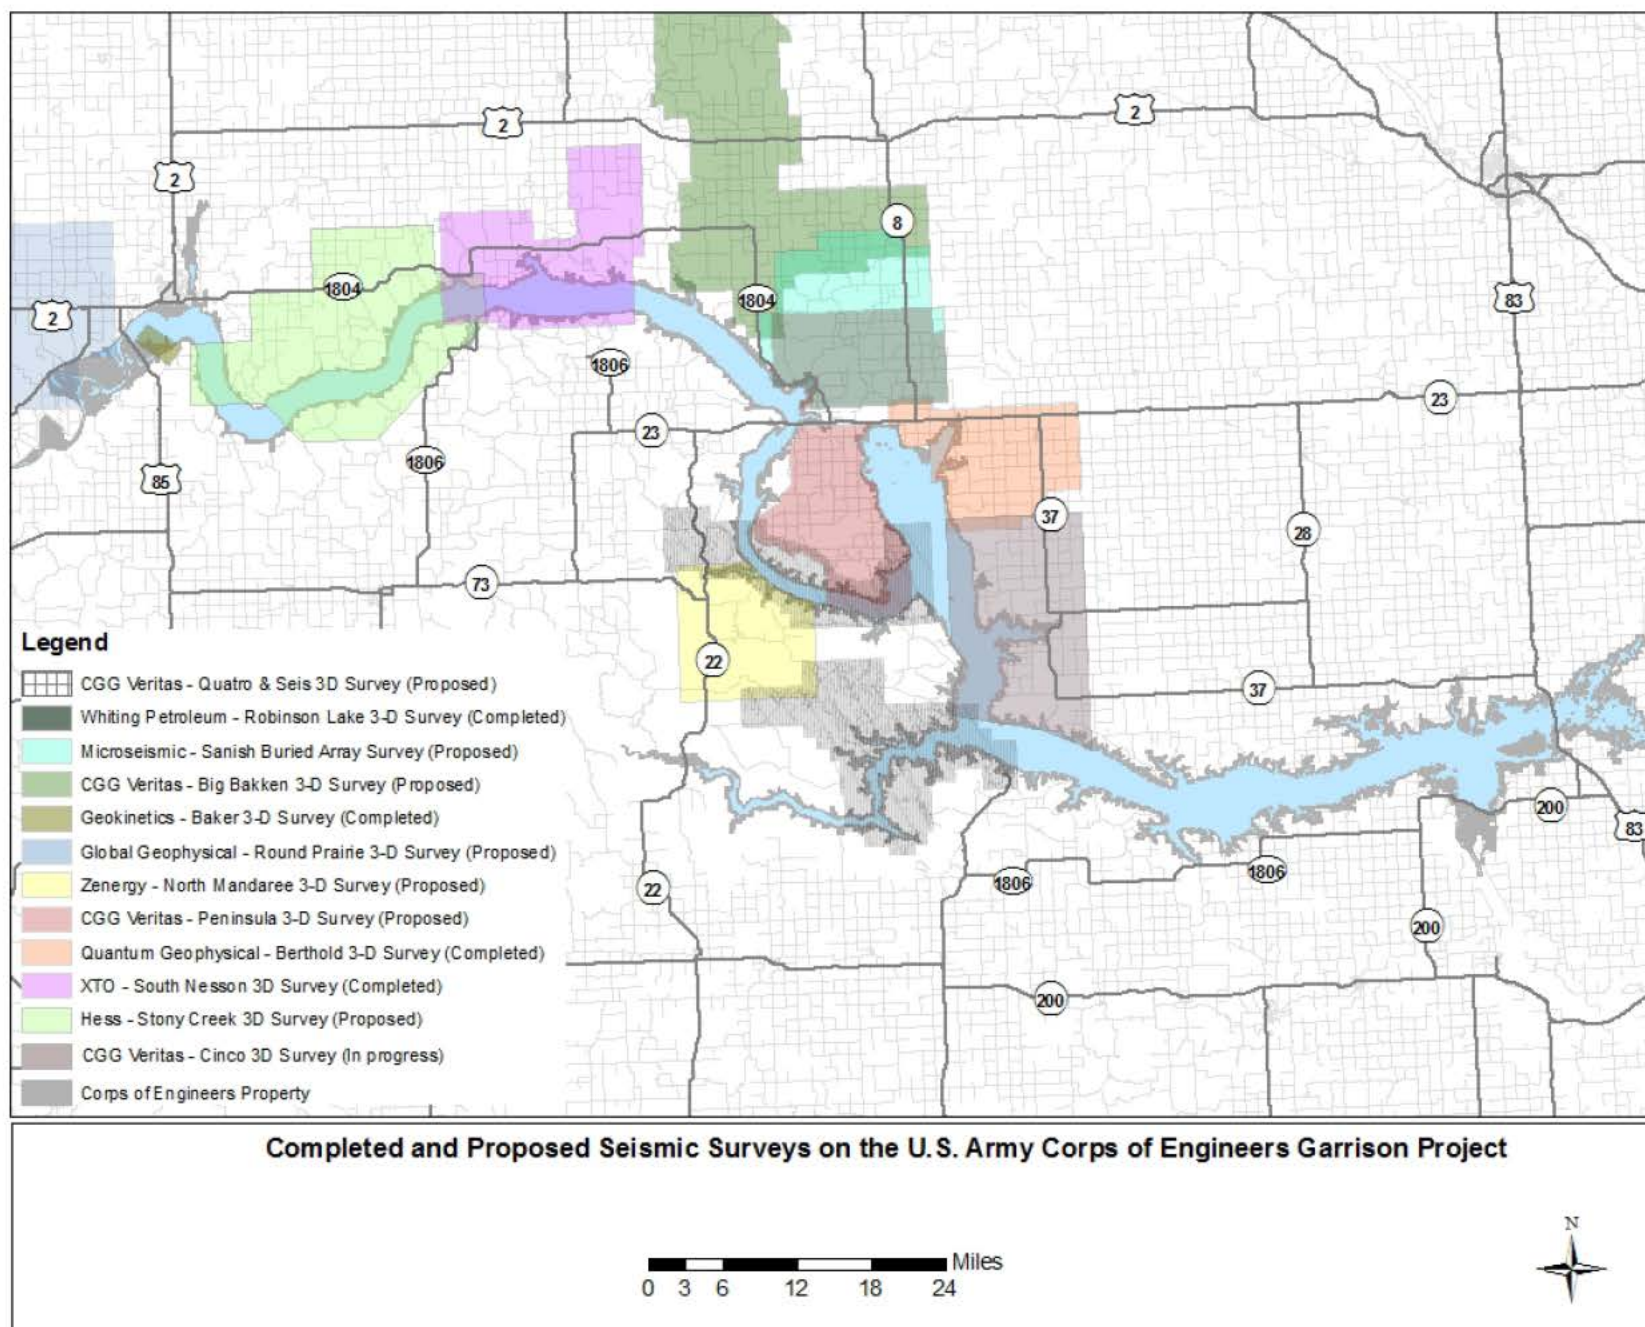 2
2
2
8
1804
1804
2
83
1806
23
23
1806
85
37
28
73
22
37
200
83
1806
1806
22
200
200
Legend
CGG Veritas - Quatro & Seis 3D Survey (Proposed)
Whiting Petroleum - Robinson Lake 3-D Survey (Completed)
Microseismic - Sanish Buried Array Survey (Proposed)
CGG Veritas - Big Bakken 3-D Survey (Proposed)
Geokinetics - Baker 3-D Survey (Completed)
Global Geophysical - Round Prairie 3-D Survey (Proposed)
Zenergy - North Mandaree 3-D Survey (Proposed)
CGG Veritas - Peninsula 3-D Survey (Proposed)
Quantum Geophysical - Berthold 3-D Survey (Completed)
XTO - South Nesson 3D Survey (Completed)
Hess - Stony Creek 3D Survey (Proposed)
CGG Veritas - Cinco 3D Survey (In progress)
Corps of Engineers Property
Completed and Proposed Seismic Surveys on the U.S. Army Corps of Engineers Garrison Project
Miles
0 3 6 12 18 24
N